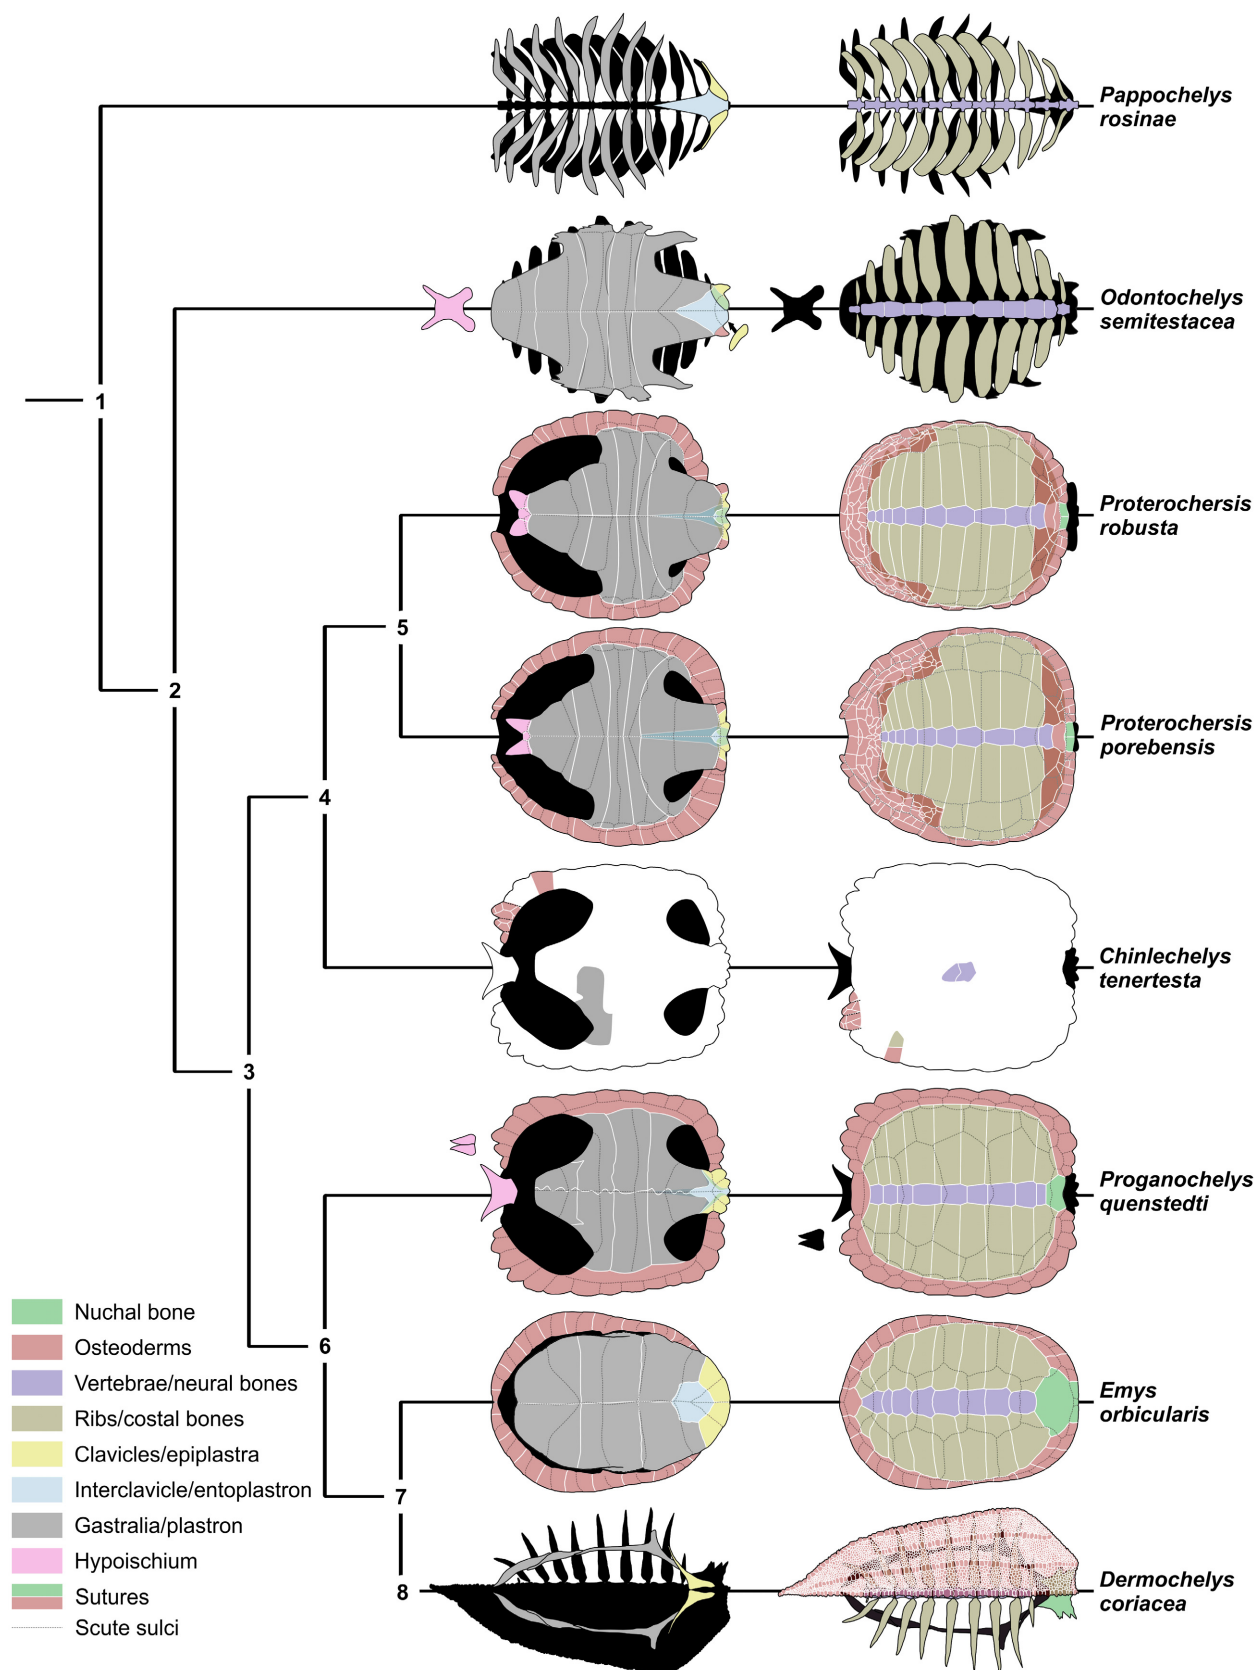 Pappochelys
rosinae
Odontochelys
semitestacea
1
Proterochersis
robusta
5
2
Proterochersis
porebensis
4
Chinlechelys
tenertesta
3
Proganochelys
quenstedti
Nuchal bone
Osteoderms
6
Vertebrae/neural bones
Emys
orbicularis
Ribs/costal bones
Clavicles/epiplastra
Interclavicle/entoplastron
7
Gastralia/plastron
Hypoischium
Dermochelys
coriacea
8
Sutures
Scute sulci